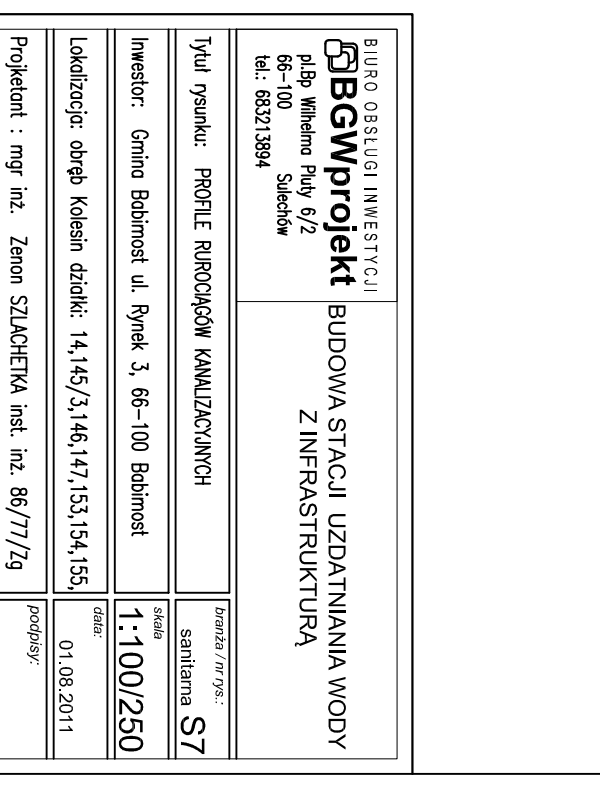 BIURO OBSŁUGI INWESTYCJI
BGWprojekt
pl.Bp Wilhelma Pluty 6/2
66-100 Sulechów
tel.: 683213894
BUDOWA STACJI UZDATNIANIA WODY
Z INFRASTRUKTURĄ
Tytuł rysunku: PROFILE RUROCIĄGÓW KANALIZACYJNYCH
branża / nr rys.:
sanitarna S7
Inwestor: Gmina Babimost ul. Rynek 3, 66-100 Babimost
skala
1:100/250
Lokalizacja: obręb Kolesin działki: 14,145/3,146,147,153,154,155,
data:
01.08.2011
Projketant : mgr inż. Zenon SZLACHETKA inst. inż. 86/77/Zg
podpisy: